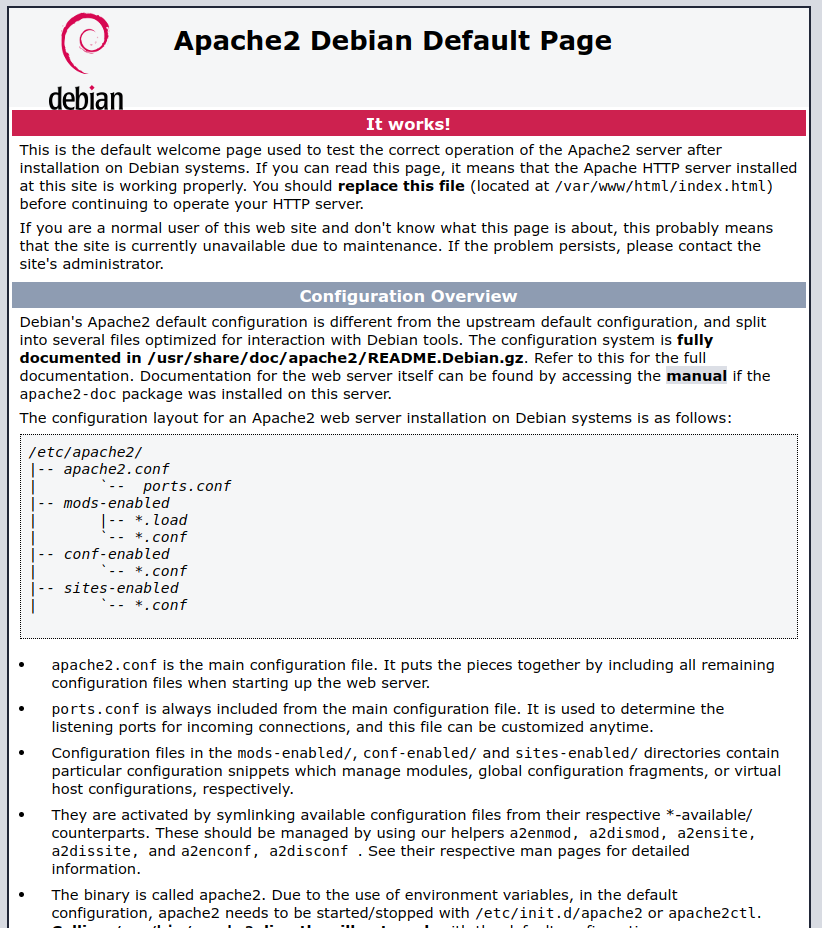 debian
Apache2 Debian Default Page
It works!
This is the default welcome page used to test the correct operation of the Apache2 server after
installation on Debian systems. If you can read this page, it means that the Apache HTTP server installed
at this site is working properly. You should replace this file (located at /var/www/html/index.html)
before continuing to operate your HTTP server.
If you are a normal user of this web site and don't know what this page is about, this probably means
that the site is currently unavailable due to maintenance. If the problem persists, please contact the
site's administrator.
Configuration Overview
Debian's Apache2 default configuration is different from the upstream default configuration, and split
into several files optimized for interaction with Debian tools. The configuration system is fully
documented in /usr/share/doc/apache2/README.Debian.gz. Refer to this for the full
documentation. Documentation for the web server itself can be found by accessing the manual if the
apache2-doc package was installed on this server.
The configuration layout for an Apache2 web server installation on Debian systems is as follows:
/etc/apache2/
|-- apache2.conf
|       `--  ports.conf
|-- mods-enabled
|       |-- *.load
|       `-- *.conf
|-- conf-enabled
|       `-- *.conf
|-- sites-enabled
|       `-- *.conf
• apache2.conf is the main configuration file. It puts the pieces together by including all remaining
configuration files when starting up the web server.
• ports.conf is always included from the main configuration file. It is used to determine the
listening ports for incoming connections, and this file can be customized anytime.
• Configuration files in the mods-enabled/, conf-enabled/ and sites-enabled/ directories contain
particular configuration snippets which manage modules, global configuration fragments, or virtual
host configurations, respectively.
• They are activated by symlinking available configuration files from their respective *-available/
counterparts. These should be managed by using our helpers a2enmod, a2dismod, a2ensite,
a2dissite, and a2enconf, a2disconf . See their respective man pages for detailed
information.
• The binary is called apache2. Due to the use of environment variables, in the default
configuration, apache2 needs to be started/stopped with /etc/init.d/apache2 or apache2ctl.